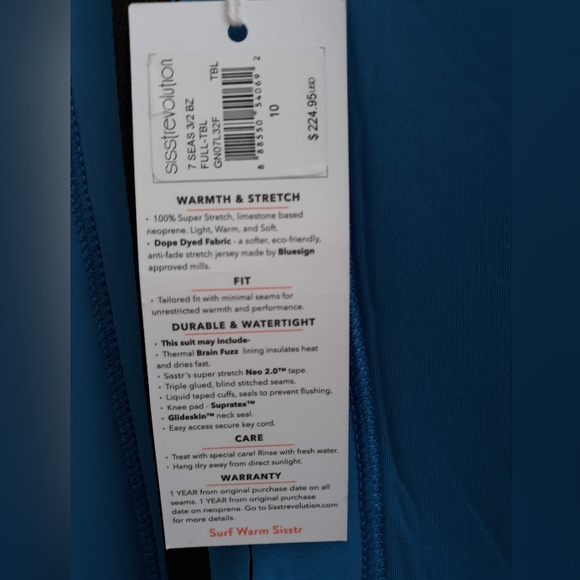 sisstrevolution
7 SEAS 3/2 BZ
FULL-TBL
GN07L32F TBL
8 88550 54069 2
10
$ 224.95USD
WARMTH & STRETCH
• 100% Super Stretch, limestone based
neoprene. Light, Warm, and Soft.
• Dope Dyed Fabric - a softer, eco-friendly,
anti-fade stretch jersey made by Bluesign
approved mills.
FIT
• Tailored fit with minimal seams for
unrestricted warmth and performance.
DURABLE & WATERTIGHT
• This suit may include-
• Thermal Brain Fuzz lining insulates heat
and dries fast.
• Sisstr's super stretch Neo 2.0™ tape.
• Triple glued, blind stitched seams.
• Liquid taped cuffs, seals to prevent flushing.
• Knee pad - Supratex™
• Glideskin™ neck seal.
• Easy access secure key cord.
CARE
• Treat with special care! Rinse with fresh water.
• Hang dry away from direct sunlight.
WARRANTY
1 YEAR from original purchase date on all
seams. 1 YEAR from original purchase
date on neoprene. Go to Sisstrevolution.com
for more details.
Surf Warm Sisstr